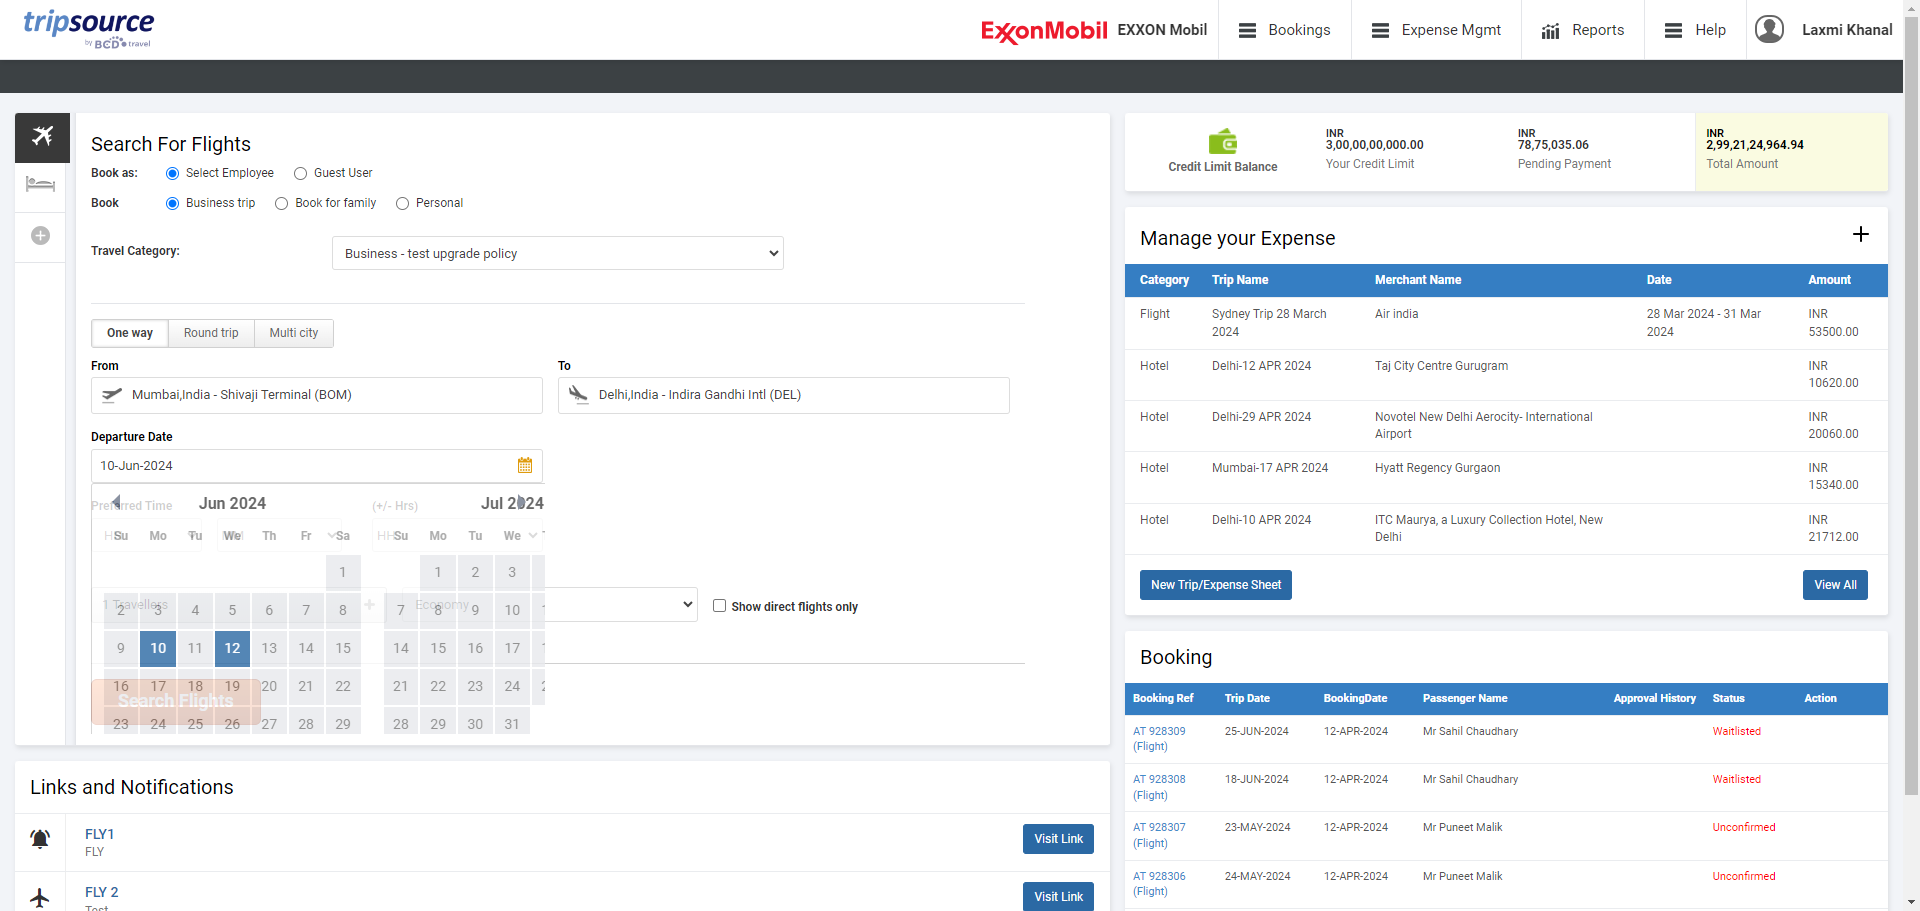 tripsource
by BCD travel
ExxonMobil EXXON Mobil
Bookings
Expense Mgmt
Reports
Help
Laxmi Khanal
Search For Flights
Book as: Select Employee Guest User
Book Business trip Book for family Personal
Travel Category: Business - test upgrade policy
One way Round trip Multi city
From To
Mumbai,India - Shivaji Terminal (BOM) Delhi,India - Indira Gandhi Intl (DEL)
Departure Date
10-Jun-2024
Preferred Time Jun 2024 (+/- Hrs) Jul 2024
Su Mo Tu We Th Fr Sa Su Mo Tu We
1 1 2 3
1 Travellers Economy
2 3 4 5 6 7 8 7 8 9 10
Show direct flights only
9 10 11 12 13 14 15 14 15 16 17
16 17 18 19 20 21 22 21 22 23 24
Search Flights
23 24 25 26 27 28 29 28 29 30 31
Links and Notifications
FLY1
FLY
Visit Link
FLY 2
Test
Visit Link
Credit Limit Balance
INR
3,00,00,00,000.00
Your Credit Limit
INR
78,75,035.06
Pending Payment
INR
2,99,21,24,964.94
Total Amount
Manage your Expense
Category Trip Name Merchant Name Date Amount
Flight Sydney Trip 28 March Air india 28 Mar 2024 - 31 Mar INR
2024 2024 53500.00
Hotel Delhi-12 APR 2024 Taj City Centre Gurugram INR
10620.00
Hotel Delhi-29 APR 2024 Novotel New Delhi Aerocity- International INR
Airport 20060.00
Hotel Mumbai-17 APR 2024 Hyatt Regency Gurgaon INR
15340.00
Hotel Delhi-10 APR 2024 ITC Maurya, a Luxury Collection Hotel, New INR
Delhi 21712.00
New Trip/Expense Sheet View All
Booking
Booking Ref Trip Date BookingDate Passenger Name Approval History Status Action
AT 928309 25-JUN-2024 12-APR-2024 Mr Sahil Chaudhary Waitlisted
(Flight)
AT 928308 18-JUN-2024 12-APR-2024 Mr Sahil Chaudhary Waitlisted
(Flight)
AT 928307 23-MAY-2024 12-APR-2024 Mr Puneet Malik Unconfirmed
(Flight)
AT 928306 24-MAY-2024 12-APR-2024 Mr Puneet Malik Unconfirmed
(Flight)